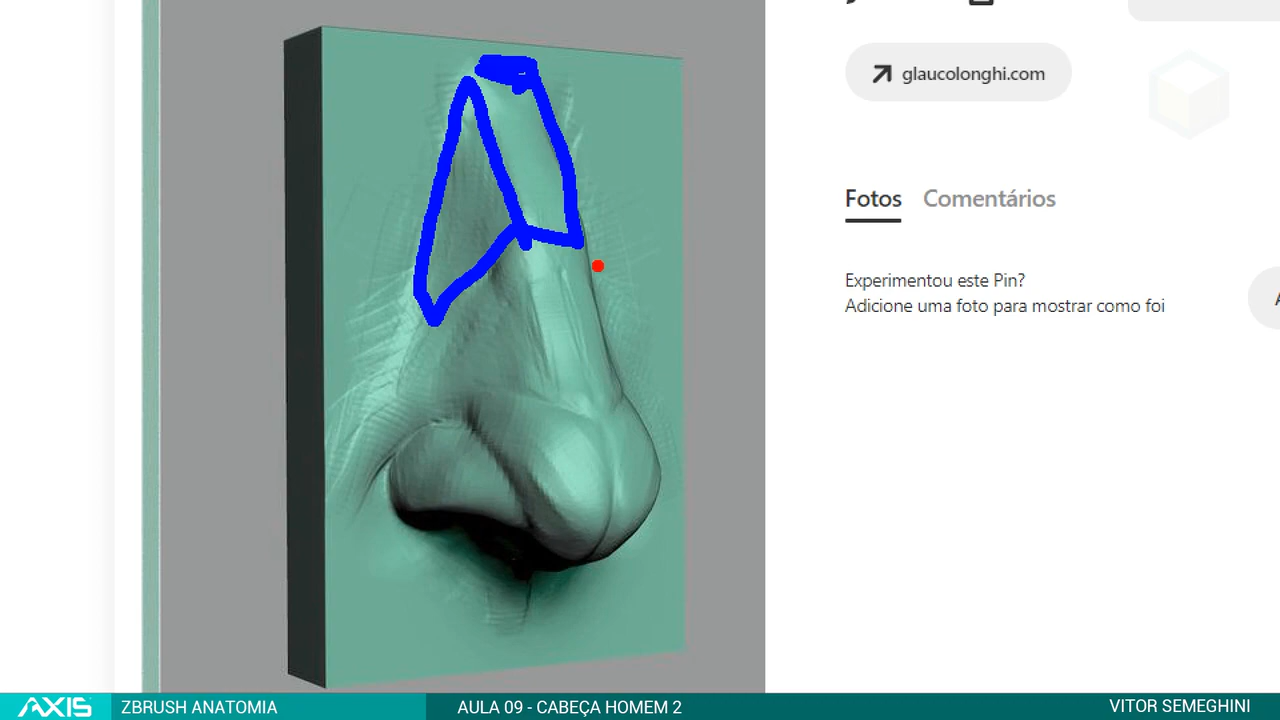 glaucolonghi.com
Fotos Comentários
Experimentou este Pin?
Adicione uma foto para mostrar como foi
AXIS ZBRUSH ANATOMIA AULA 09 - CABEÇA HOMEM 2 VITOR SEMEGHINI